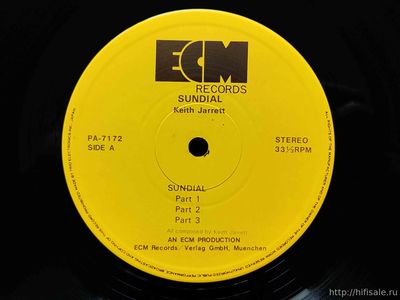 ECM
RECORDS
SUNDIAL
Keith Jarrett
PA-7172
SIDE A
STEREO
33⅓RPM
SUNDIAL
Part 1
Part 2
Part 3
All composed by Keith Jarrett
AN ECM PRODUCTION
ECM Records/ Verlag GmbH, Muenchen
http://hifisale.ru